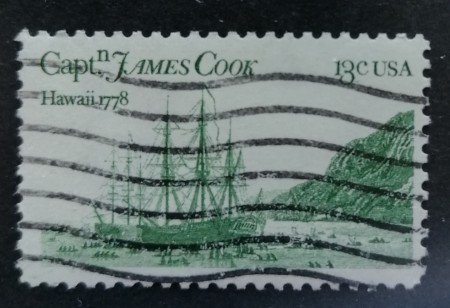 Captn. JAMES COOK 13c USA
Hawaii 1778